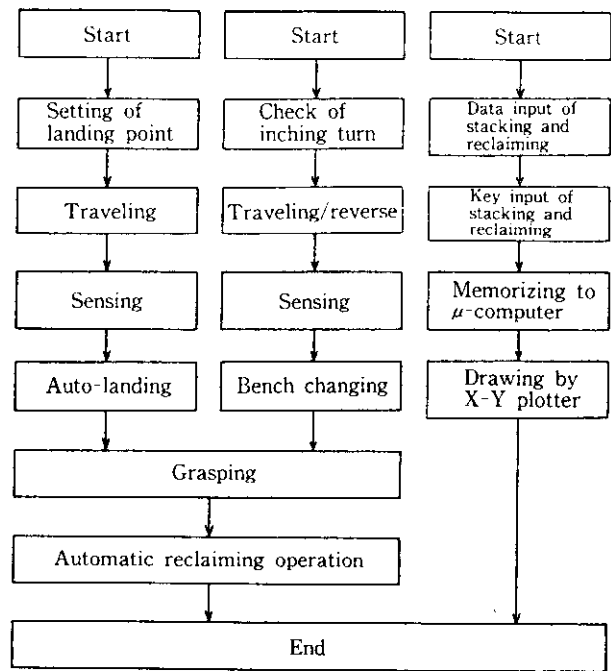 Start
Start
Start
Setting of
landing point
Check of
inching turn
Data input of
stacking and
reclaiming
Traveling
Traveling/reverse
Key input of
stacking and
reclaiming
Sensing
Sensing
Memorizing to
μ-computer
Auto-landing
Bench changing
Drawing by
X-Y plotter
Grasping
Automatic reclaiming operation
End